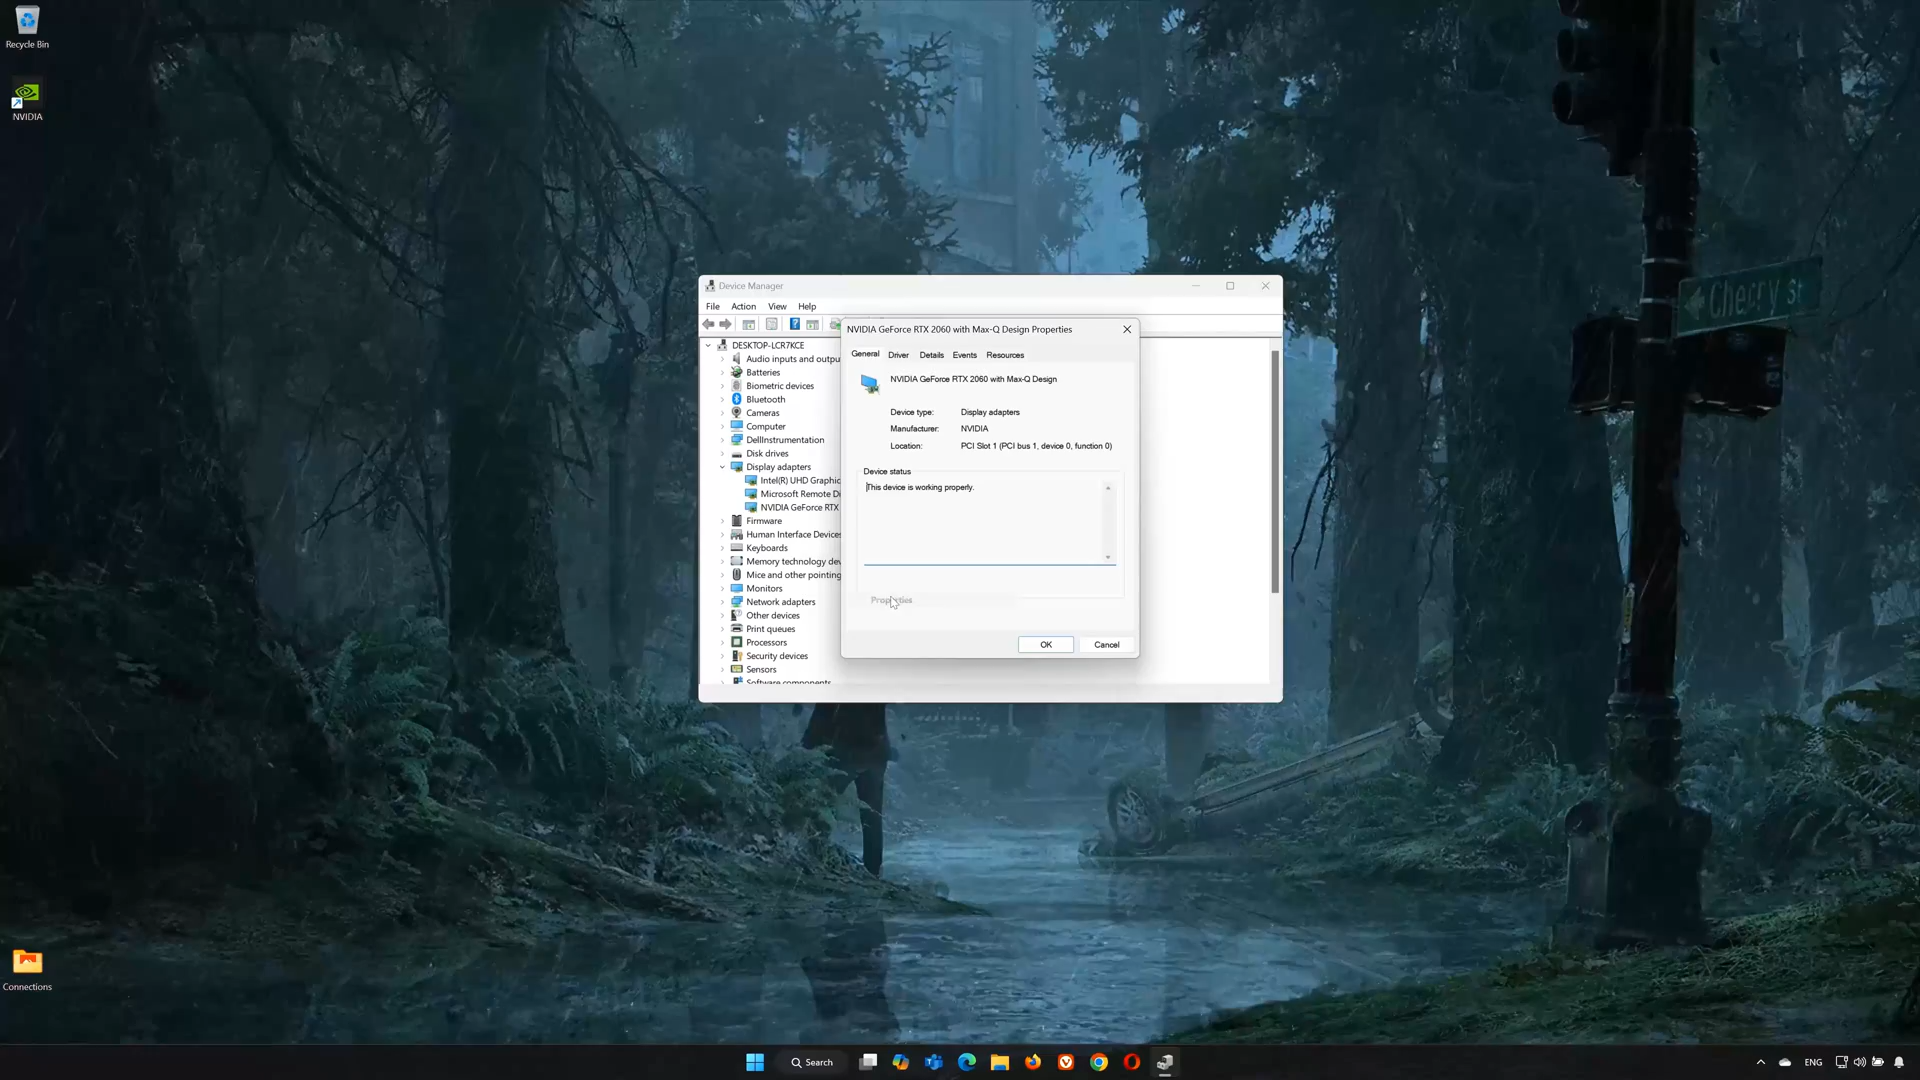 Recycle Bin
NVIDIA
Cherry st
Device Manager
File Action View Help
NVIDIA GeForce RTX 2060 with Max-Q Design Properties
General Driver Details Events Resources
NVIDIA GeForce RTX 2060 with Max-Q Design
Device type: Display adapters
Manufacturer: NVIDIA
Location: PCI Slot 1 (PCI bus 1, device 0, function 0)
Device status
This device is working properly.
Properties
OK Cancel
DESKTOP-LCR7KCE
Audio inputs and outpu
Batteries
Biometric devices
Bluetooth
Cameras
Computer
DellInstrumentation
Disk drives
Display adapters
Intel(R) UHD Graphic
Microsoft Remote Di
NVIDIA GeForce RTX
Firmware
Human Interface Devices
Keyboards
Memory technology dev
Mice and other pointing
Monitors
Network adapters
Other devices
Print queues
Processors
Security devices
Sensors
Software components
Connections
Search
ENG